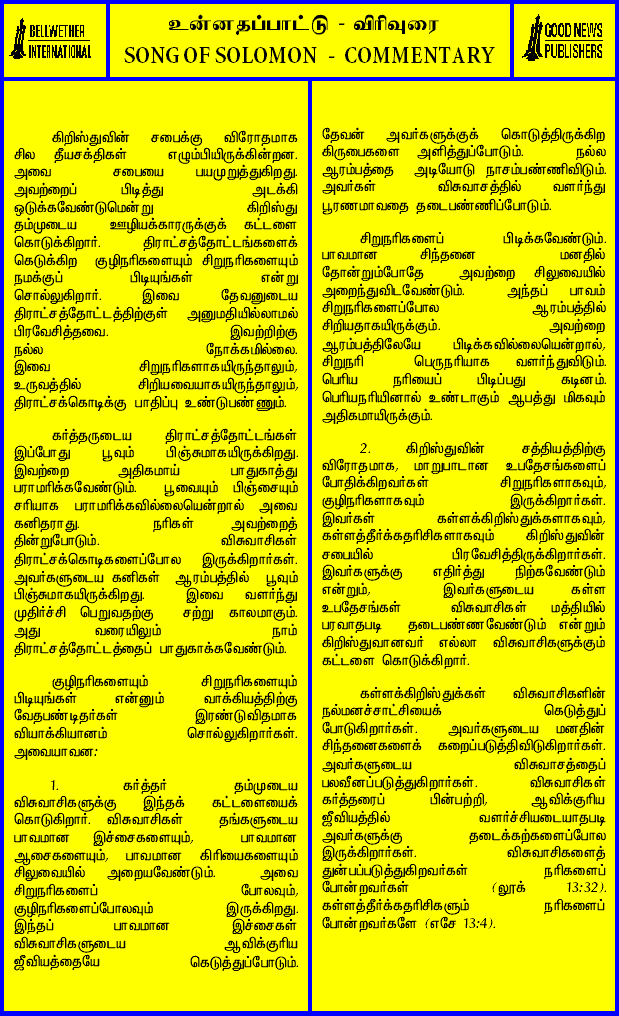 BELLWETHER
INTERNATIONAL
உன்னதப்பாட்டு - விரிவுரை
SONG OF SOLOMON - COMMENTARY
GOOD NEWS
PUBLISHERS
கிறிஸ்துவின் சபைக்கு விரோதமாக
சில தீயசக்திகள் எழும்பியிருக்கின்றன.
அவை சபையை பயமுறுத்துகிறது.
அவற்றைப் பிடித்து அடக்கி
ஒடுக்கவேண்டுமென்று கிறிஸ்து
தம்முடைய ஊழியக்காரருக்குக் கட்டளை
கொடுக்கிறார். திராட்சத்தோட்டங்களைக்
கெடுக்கிற குழிநரிகளையும் சிறுநரிகளையும்
நமக்குப் பிடியுங்கள் என்று
சொல்லுகிறார். இவை தேவனுடைய
திராட்சத்தோட்டத்திற்குள் அனுமதியில்லாமல்
பிரவேசித்தவை. இவற்றிற்கு
நல்ல நோக்கமில்லை.
இவை சிறுநரிகளாகயிருந்தாலும்,
உருவத்தில் சிறியவையாகயிருந்தாலும்,
திராட்சக்கொடிக்கு பாதிப்பு உண்டுபண்ணும்.
கர்த்தருடைய திராட்சத்தோட்டங்கள்
இப்போது பூவும் பிஞ்சுமாகயிருக்கிறது.
இவற்றை அதிகமாய் பாதுகாத்து
பராமரிக்கவேண்டும். பூவையும் பிஞ்சையும்
சரியாக பராமரிக்கவில்லையென்றால் அவை
கனிதராது. நரிகள் அவற்றைத்
தின்றுபோடும். விசுவாசிகள்
திராட்சக்கொடிகளைப்போல இருக்கிறார்கள்.
அவர்களுடைய கனிகள் ஆரம்பத்தில் பூவும்
பிஞ்சுமாகயிருக்கிறது. இவை வளர்ந்து
முதிர்ச்சி பெறுவதற்கு சற்று காலமாகும்.
அது வரையிலும் நாம்
திராட்சத்தோட்டத்தைப் பாதுகாக்கவேண்டும்.
குழிநரிகளையும் சிறுநரிகளையும்
பிடியுங்கள் என்னும் வாக்கியத்திற்கு
வேதபண்டிதர்கள் இரண்டுவிதமாக
வியாக்கியானம் சொல்லுகிறார்கள்.
அவையாவன:
1. கர்த்தர் தம்முடைய
விசுவாசிகளுக்கு இந்தக் கட்டளையைக்
கொடுகிறார். விசுவாசிகள் தங்களுடைய
பாவமான இச்சைகளையும், பாவமான
ஆசைகளையும், பாவமான கிரியைகளையும்
சிலுவையில் அறையவேண்டும். அவை
சிறுநரிகளைப் போலவும்,
குழிநரிகளைப்போலவும் இருக்கிறது.
இந்தப் பாவமான இச்சைகள்
விசுவாசிகளுடைய ஆவிக்குரிய
ஜீவியத்தையே கெடுத்துப்போடும்.
தேவன் அவர்களுக்குக் கொடுத்திருக்கிற
கிருபைகளை அளித்துப்போடும். நல்ல
ஆரம்பத்தை அடியோடு நாசம்பண்ணிவிடும்.
அவர்கள் விசுவாசத்தில் வளர்ந்து
பூரணமாவதை தடைபண்ணிப்போடும்.
சிறுநரிகளைப் பிடிக்கவேண்டும்.
பாவமான சிந்தனை மனதில்
தோன்றும்போதே அவற்றை சிலுவையில்
அறைந்துவிடவேண்டும். அந்தப் பாவம்
சிறுநரிகளைப்போல ஆரம்பத்தில்
சிறியதாகயிருக்கும். அவற்றை
ஆரம்பத்திலேயே பிடிக்கவில்லையென்றால்,
சிறுநரி பெருநரியாக வளர்ந்துவிடும்.
பெரிய நரியைப் பிடிப்பது கடினம்.
பெரியநரியினால் உண்டாகும் ஆபத்து மிகவும்
அதிகமாயிருக்கும்.
2. கிறிஸ்துவின் சத்தியத்திற்கு
விரோதமாக, மாறுபாடான உபதேசங்களைப்
போதிக்கிறவர்கள் சிறுநரிகளாகவும்,
குழிநரிகளாகவும் இருக்கிறார்கள்.
இவர்கள் கள்ளக்கிறிஸ்துக்களாகவும்,
கள்ளத்தீர்க்கதரிசிகளாகவும் கிறிஸ்துவின்
சபையில் பிரவேசித்திருக்கிறார்கள்.
இவர்களுக்கு எதிர்த்து நிற்கவேண்டும்
என்றும், இவர்களுடைய கள்ள
உபதேசங்கள் விசுவாசிகள் மத்தியில்
பரவாதபடி தடைபண்ணவேண்டும் என்றும்
கிறிஸ்துவானவர் எல்லா விசுவாசிகளுக்கும்
கட்டளை கொடுக்கிறார்.
கள்ளக்கிறிஸ்துக்கள் விசுவாசிகளின்
நல்மனச்சாட்சியைக் கெடுத்துப்
போடுகிறார்கள். அவர்களுடைய மனதின்
சிந்தனைகளைக் கறைப்படுத்திவிடுகிறார்கள்.
அவர்களுடைய விசுவாசத்தைப்
பலவீனப்படுத்துகிறார்கள். விசுவாசிகள்
கர்த்தரைப் பின்பற்றி, ஆவிக்குரிய
ஜீவியத்தில் வளர்ச்சியடையாதபடி
அவர்களுக்கு தடைக்கற்களைப்போல
இருக்கிறார்கள். விசுவாசிகளைத்
துன்பப்படுத்துகிறவர்கள் நரிகளைப்
போன்றவர்கள் (லூக் 13:32).
கள்ளத்தீர்க்கதரிசிகளும் நரிகளைப்
போன்றவர்களே (எசே 13:4).